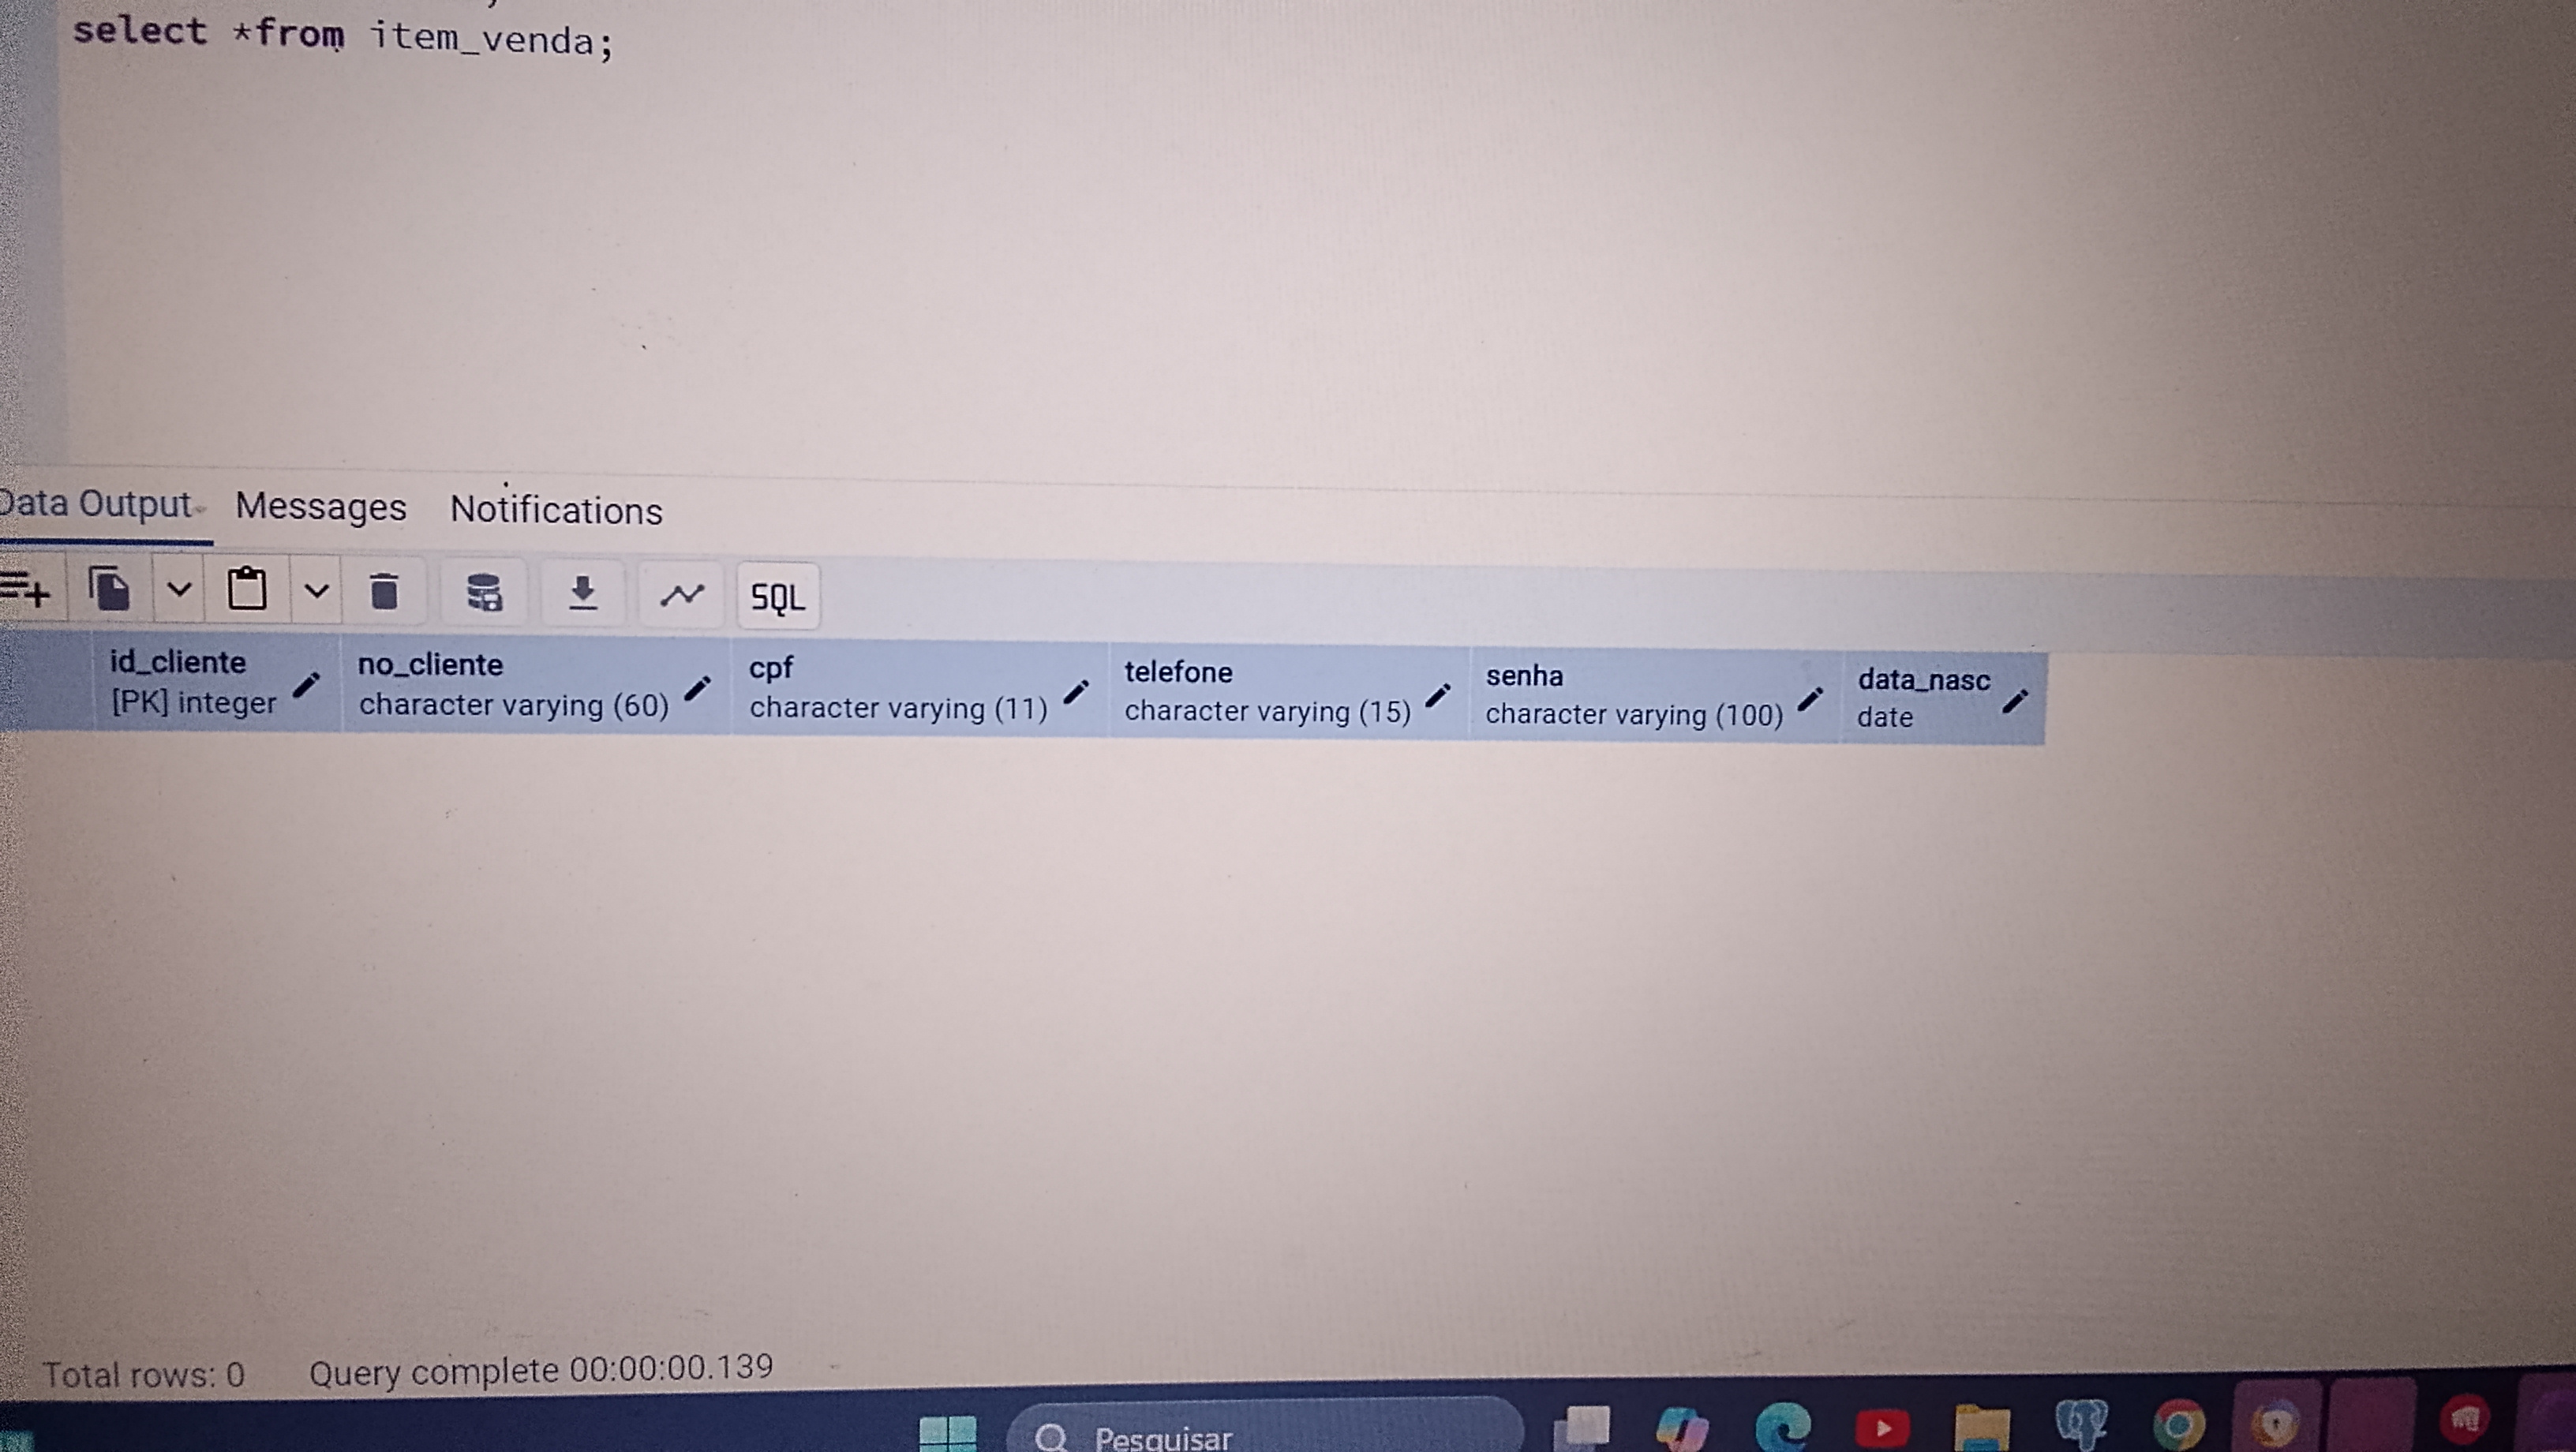 select *from item_venda;
Data Output Messages Notifications
SQL
id_cliente no_cliente cpf telefone senha data_nasc
[PK] integer character varying (60) character varying (11) character varying (15) character varying (100) date
Total rows: 0 Query complete 00:00:00.139
Pesquisar